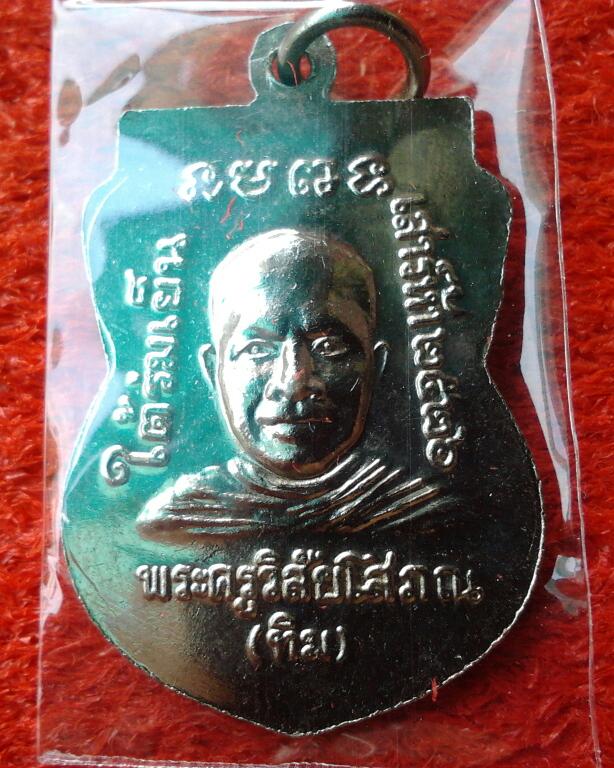 ใต้ร่มเย็น
เสาร์ห้า๒๕๒๖
พระครูวิสัยโสภณ
(ทิม)